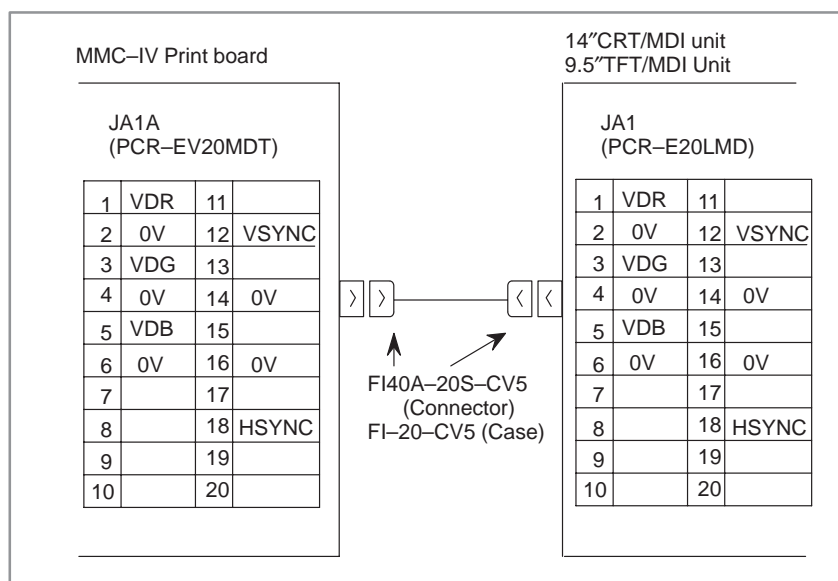 MMC–IV Print board
14″CRT/MDI unit
9.5″TFT/MDI Unit
JA1A
(PCR–EV20MDT)
1 VDR 11
2 0V 12 VSYNC
3 VDG 13
4 0V 14 0V
5 VDB 15
6 0V 16 0V
7 17
8 18 HSYNC
9 19
10 20
FI40A–20S–CV5
(Connector)
FI–20–CV5 (Case)
JA1
(PCR–E20LMD)
1 VDR 11
2 0V 12 VSYNC
3 VDG 13
4 0V 14 0V
5 VDB 15
6 0V 16 0V
7 17
8 18 HSYNC
9 19
10 20